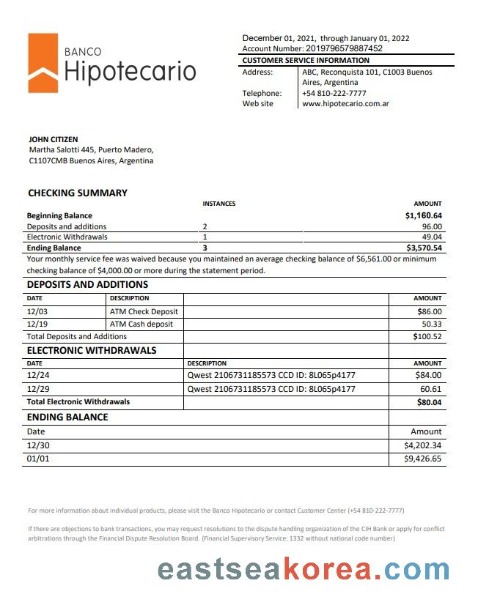 BANCO
Hipotecario
December 01, 2021, through January 01, 2022
Account Number: 2019796579887452
CUSTOMER SERVICE INFORMATION
Address: ABC, Reconquista 101, C1003 Buenos
Aires, Argentina
Telephone: +54 810-222-7777
Web site www.hipotecario.com.ar
JOHN CITIZEN
Martha Salotti 445, Puerto Madero,
C1107CMB Buenos Aires, Argentina
CHECKING SUMMARY
INSTANCES AMOUNT
Beginning Balance $1,160.64
Deposits and additions 2 96.00
Electronic Withdrawals 1 49.04
Ending Balance 3 $3,570.54
Your monthly service fee was waived because you maintained an average checking balance of $6,561.00 or minimum
checking balance of $4,000.00 or more during the statement period.
DEPOSITS AND ADDITIONS
DATE DESCRIPTION AMOUNT
12/03 ATM Check Deposit $86.00
12/19 ATM Cash deposit 50.33
Total Deposits and Additions $100.52
ELECTRONIC WITHDRAWALS
DATE DESCRIPTION AMOUNT
12/24 Qwest 2106731185573 CCD ID: 8L065p4177 $84.00
12/29 Qwest 2106731185573 CCD ID: 8L065p4177 60.61
Total Electronic Withdrawals $80.04
ENDING BALANCE
Date Amount
12/30 $4,202.34
01/01 $9,426.65
For more information about individual products, please visit the Banco Hipotecario or contact Customer Center (+54 810-222-7777)
If there are objections to bank transactions, you may request resolutions to the dispute handling organization of the CIH Bank or apply for conflict
arbitrations through the Financial Dispute Resolution Board. (Financial Supervisory Service: 1332 without national code number)
eastseakorea.com